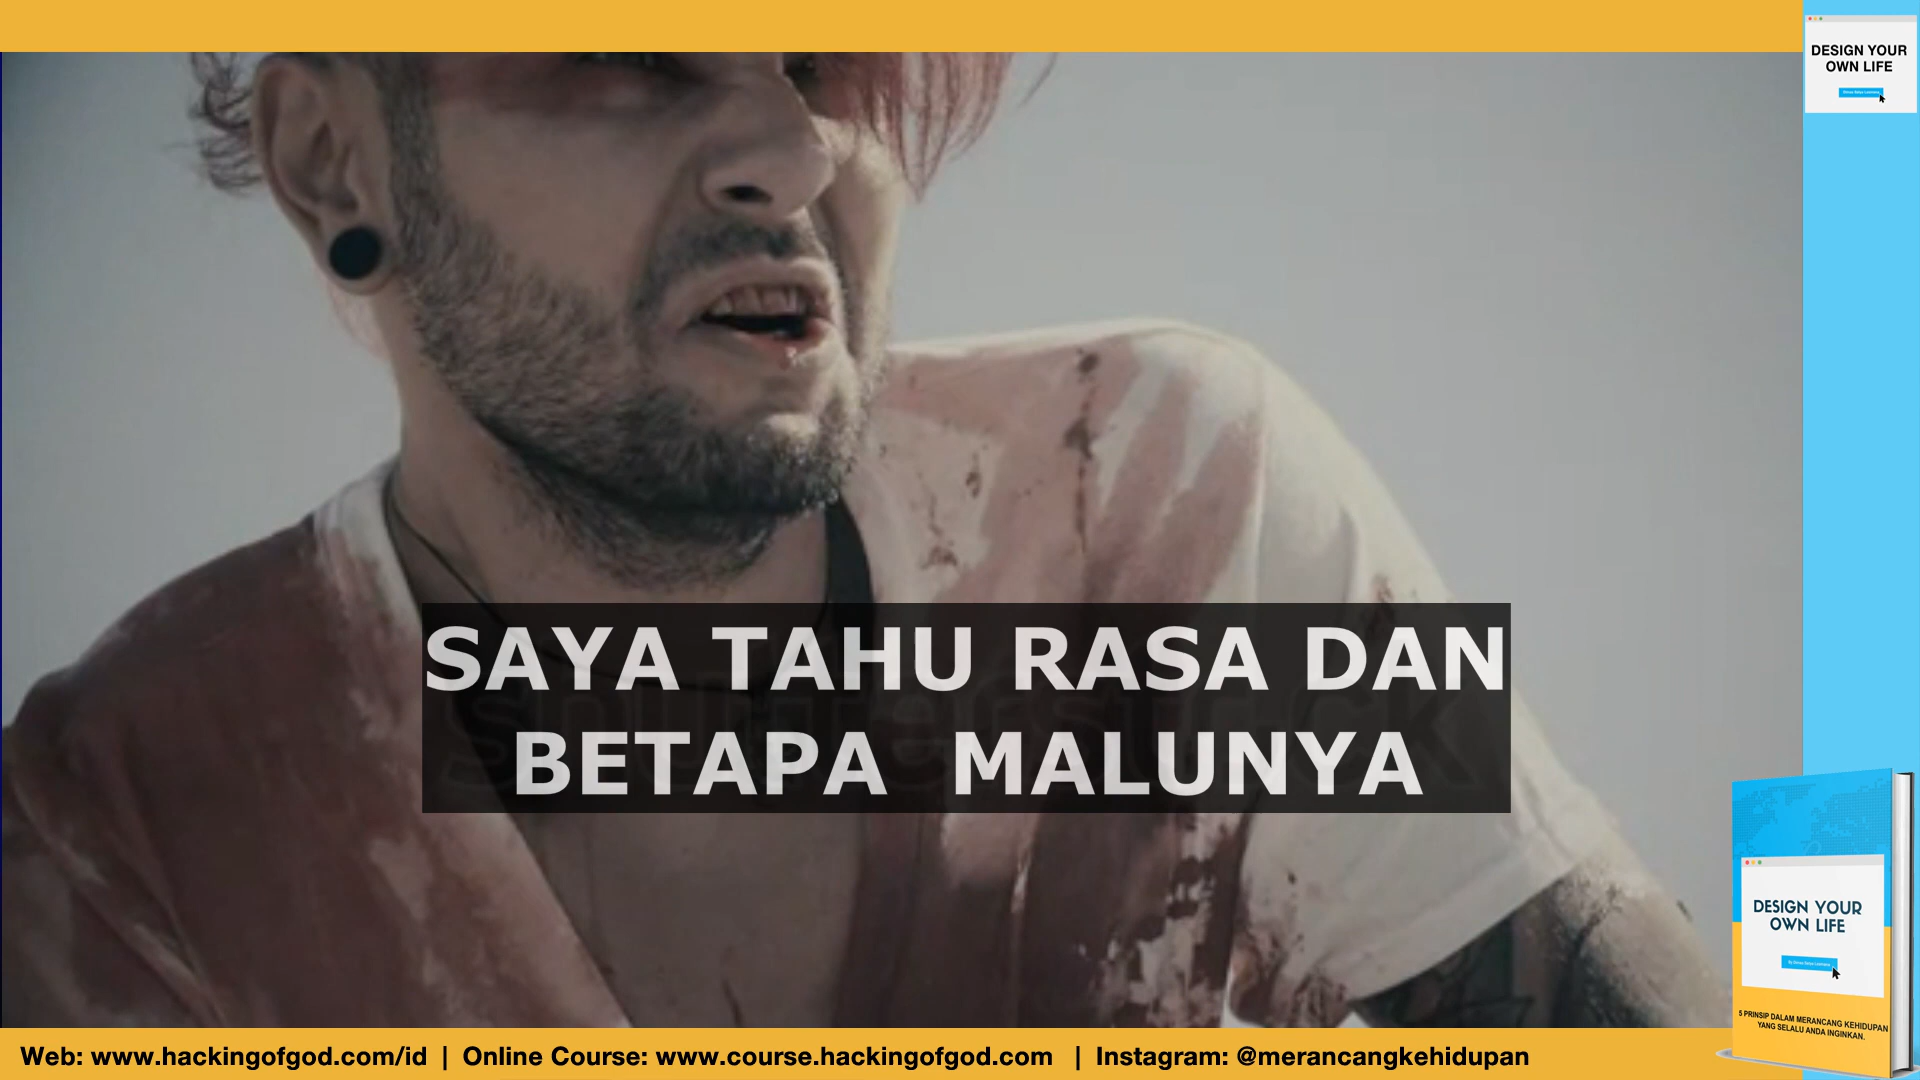 DESIGN YOUR
OWN LIFE
SAYA TAHU RASA DAN
BETAPA  MALUNYA
shutterstock
DESIGN YOUR
OWN LIFE
5 PRINSIP DALAM MERANCANG KEHIDUPAN
YANG SELALU ANDA INGINKAN.
Web: www.hackingofgod.com/id  |  Online Course: www.course.hackingofgod.com   |  Instagram: @merancangkehidupan